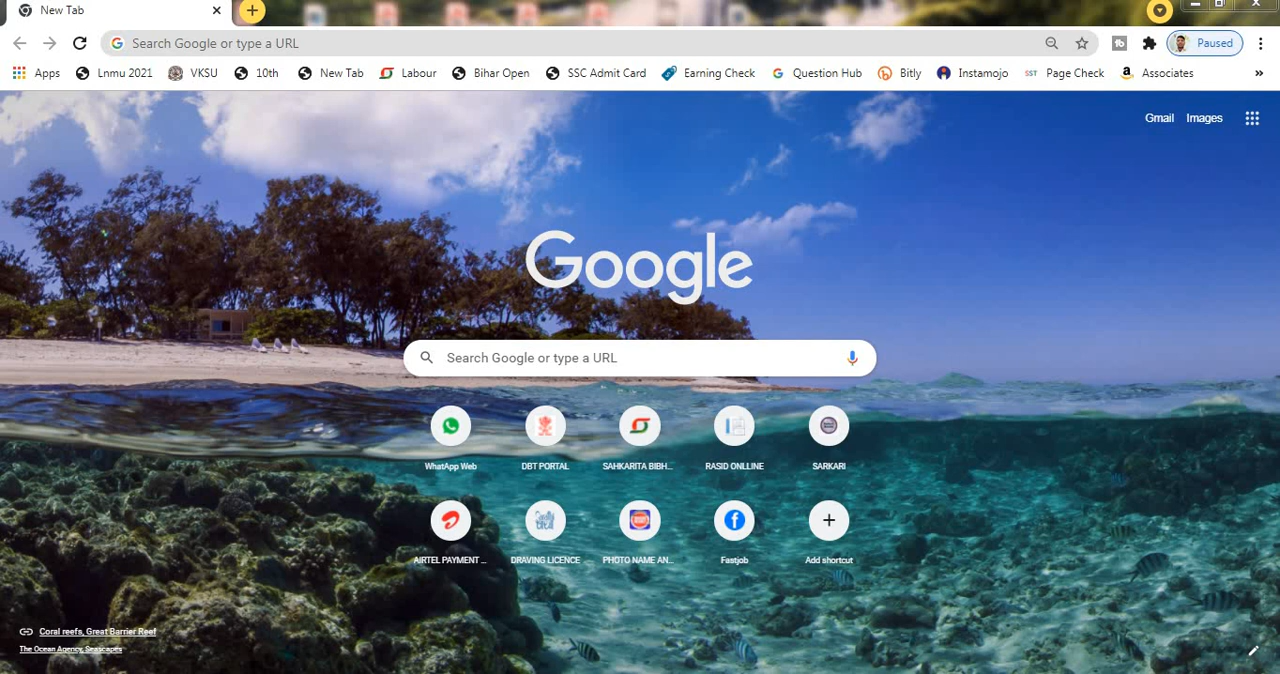 New Tab
Search Google or type a URL
Paused
Apps Lnmu 2021 VKSU 10th New Tab Labour Bihar Open SSC Admit Card Earning Check Question Hub Bitly Instamojo SST Page Check Associates »
Gmail Images
Google
Search Google or type a URL
WhatApp Web DBT PORTAL SAHKARITA BIBH... RASID ONLLINE SARKARI
AIRTEL PAYMENT ... DRAVING LICENCE PHOTO NAME AN... Fastjob Add shortcut
Coral reefs, Great Barrier Reef
The Ocean Agency, Seascapes